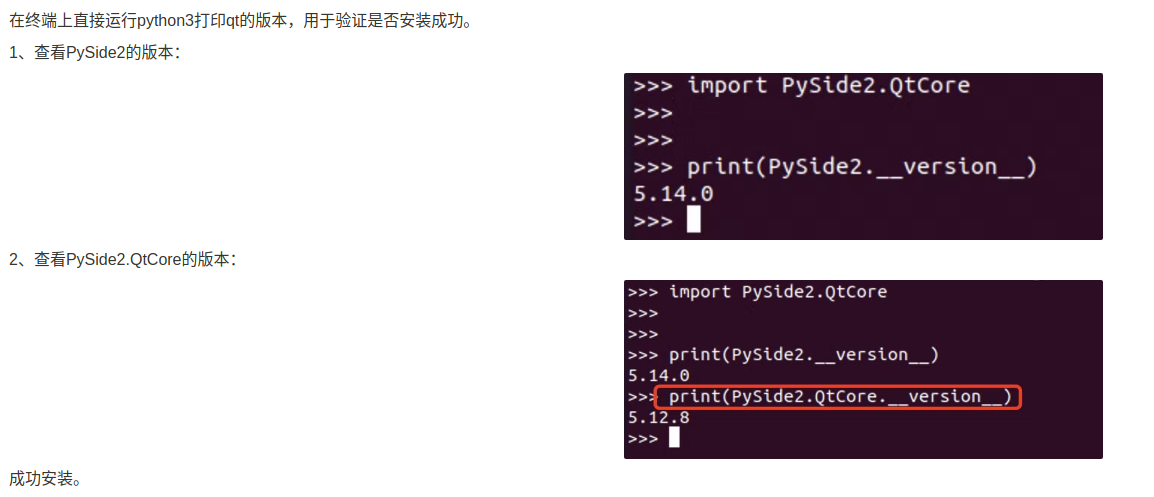 在终端上直接运行python3打印qt的版本，用于验证是否安装成功。
1、查看PySide2的版本：
>>> import PySide2.QtCore
>>>
>>>
>>> print(PySide2.__version__)
5.14.0
>>>
2、查看PySide2.QtCore的版本：
>>> import PySide2.QtCore
>>>
>>>
>>> print(PySide2.__version__)
5.14.0
>>> print(PySide2.QtCore.__version__)
5.12.8
>>>
成功安装。